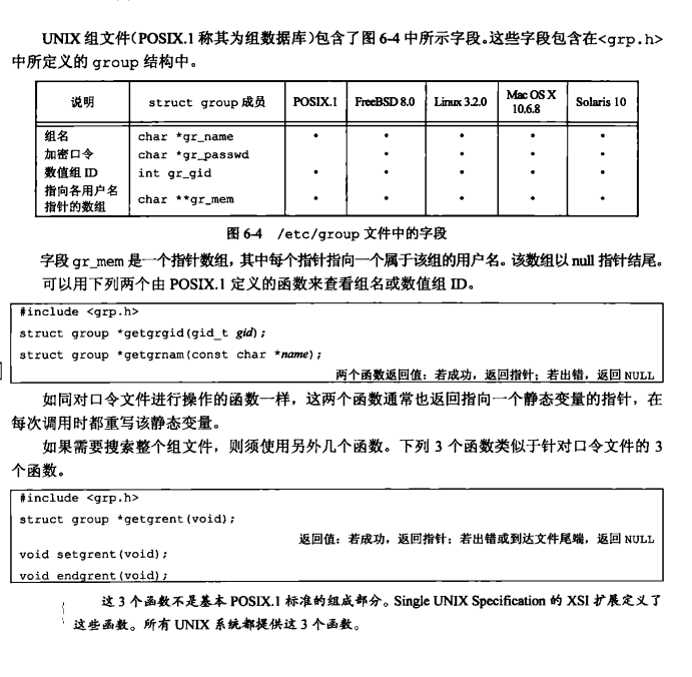 UNIX 组文件(POSIX.1 称其为组数据库)包含了图 6-4 中所示字段。这些字段包含在<grp.h>
中所定义的 group 结构中。
说明 struct group 成员 POSIX.1 FreeBSD 8.0 Linux 3.2.0 Mac OS X 10.6.8 Solaris 10
组名 char *gr_name • • • • •
加密口令 char *gr_passwd • • • •
数值组 ID int gr_gid • • • • •
指向各用户名
指针的数组 char **gr_mem • • • • •
图 6-4 /etc/group 文件中的字段
字段 gr_mem 是一个指针数组，其中每个指针指向一个属于该组的用户名。该数组以 null 指针结尾。
可以用下列两个由 POSIX.1 定义的函数来查看组名或数值组 ID。
#include <grp.h>
struct group *getgrgid(gid_t gid);
struct group *getgrnam(const char *name);
两个函数返回值：若成功，返回指针；若出错，返回 NULL
如同对口令文件进行操作的函数一样，这两个函数通常也返回指向一个静态变量的指针，在
每次调用时都重写该静态变量。
如果需要搜索整个组文件，则须使用另外几个函数。下列 3 个函数类似于针对口令文件的 3
个函数。
#include <grp.h>
struct group *getgrent(void);
返回值：若成功，返回指针；若出错或到达文件尾端，返回 NULL
void setgrent(void);
void endgrent(void);
这 3 个函数不是基本 POSIX.1 标准的组成部分。Single UNIX Specification 的 XSI 扩展定义了
这些函数。所有 UNIX 系统都提供这 3 个函数。